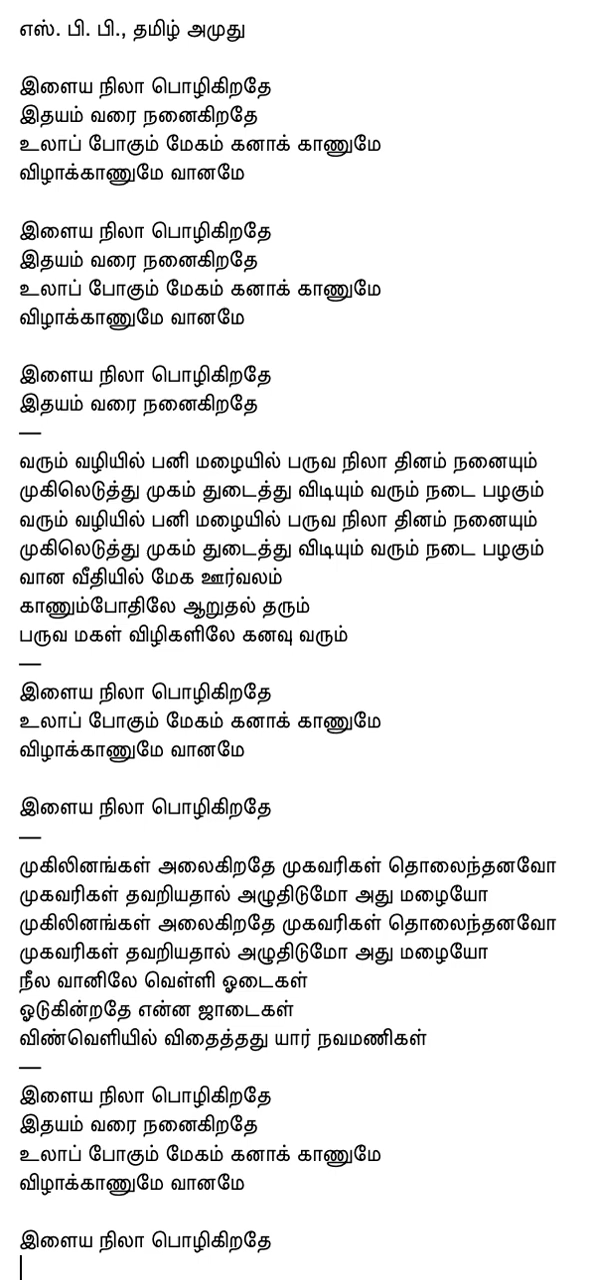 எஸ். பி. பி., தமிழ் அமுது
இளைய நிலா பொழிகிறதே
இதயம் வரை நனைகிறதே
உலாப் போகும் மேகம் கனாக் காணுமே
விழாக்காணுமே வானமே
இளைய நிலா பொழிகிறதே
இதயம் வரை நனைகிறதே
உலாப் போகும் மேகம் கனாக் காணுமே
விழாக்காணுமே வானமே
இளைய நிலா பொழிகிறதே
இதயம் வரை நனைகிறதே
—
வரும் வழியில் பனி மழையில் பருவ நிலா தினம் நனையும்
முகிலெடுத்து முகம் துடைத்து விடியும் வரும் நடை பழகும்
வரும் வழியில் பனி மழையில் பருவ நிலா தினம் நனையும்
முகிலெடுத்து முகம் துடைத்து விடியும் வரும் நடை பழகும்
வான வீதியில் மேக ஊர்வலம்
காணும்போதிலே ஆறுதல் தரும்
பருவ மகள் விழிகளிலே கனவு வரும்
—
இளைய நிலா பொழிகிறதே
உலாப் போகும் மேகம் கனாக் காணுமே
விழாக்காணுமே வானமே
இளைய நிலா பொழிகிறதே
—
முகிலினங்கள் அலைகிறதே முகவரிகள் தொலைந்தனவோ
முகவரிகள் தவறியதால் அழுதிடுமோ அது மழையோ
முகிலினங்கள் அலைகிறதே முகவரிகள் தொலைந்தனவோ
முகவரிகள் தவறியதால் அழுதிடுமோ அது மழையோ
நீல வானிலே வெள்ளி ஓடைகள்
ஓடுகின்றதே என்ன ஜாடைகள்
விண்வெளியில் விதைத்தது யார் நவமணிகள்
—
இளைய நிலா பொழிகிறதே
இதயம் வரை நனைகிறதே
உலாப் போகும் மேகம் கனாக் காணுமே
விழாக்காணுமே வானமே
இளைய நிலா பொழிகிறதே